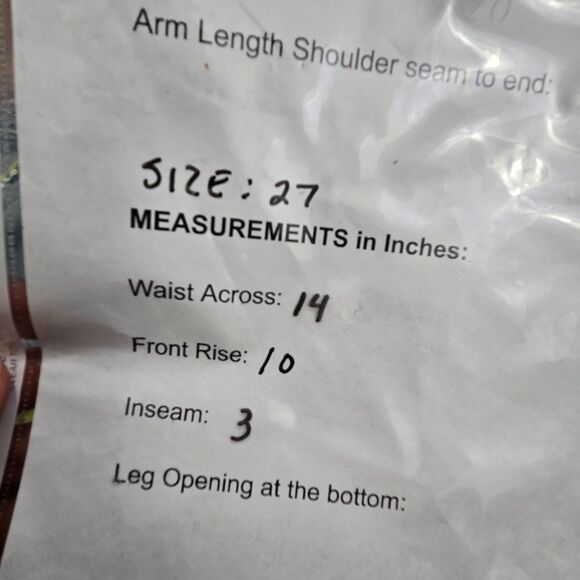 Arm Length Shoulder seam to end:
SIZE: 27
MEASUREMENTS in Inches:
Waist Across: 14
Front Rise: 10
Inseam: 3
Leg Opening at the bottom: